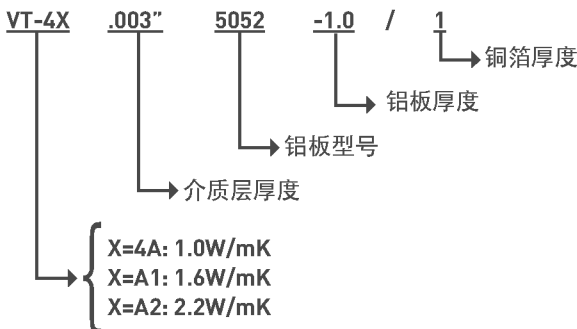 VT-4X .003” 5052 -1.0 / 1
铜箔厚度
铝板厚度
铝板型号
介质层厚度
X=4A: 1.0W/mK
X=A1: 1.6W/mK
X=A2: 2.2W/mK